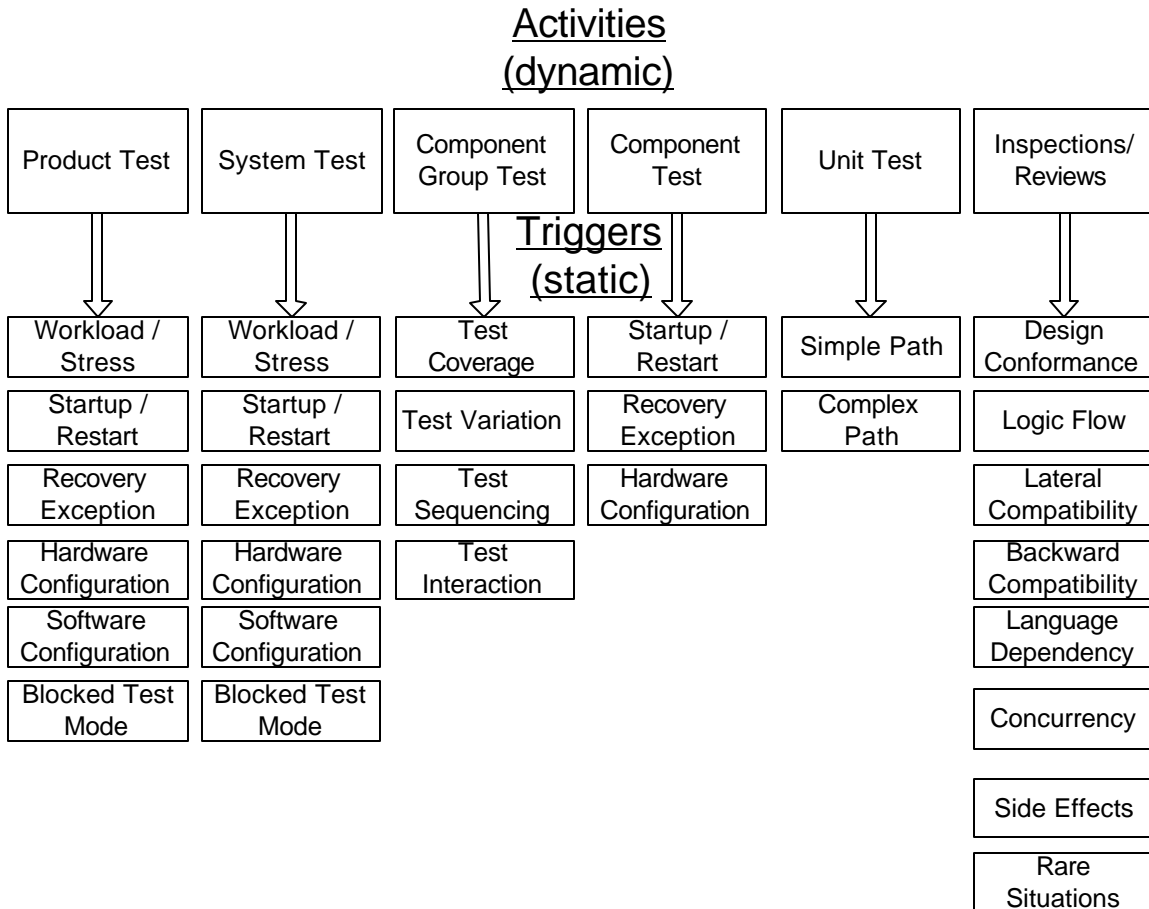 Activities
(dynamic)
Product Test
System Test
Component
Group Test
Component
Test
Unit Test
Inspections/
Reviews
Triggers
(static)
Workload /
Stress
Startup /
Restart
Recovery
Exception
Hardware
Configuration
Software
Configuration
Blocked Test
Mode
Workload /
Stress
Startup /
Restart
Recovery
Exception
Hardware
Configuration
Software
Configuration
Blocked Test
Mode
Test
Coverage
Test Variation
Test
Sequencing
Test
Interaction
Startup /
Restart
Recovery
Exception
Hardware
Configuration
Simple Path
Complex
Path
Design
Conformance
Logic Flow
Lateral
Compatibility
Backward
Compatibility
Language
Dependency
Concurrency
Side Effects
Rare
Situations